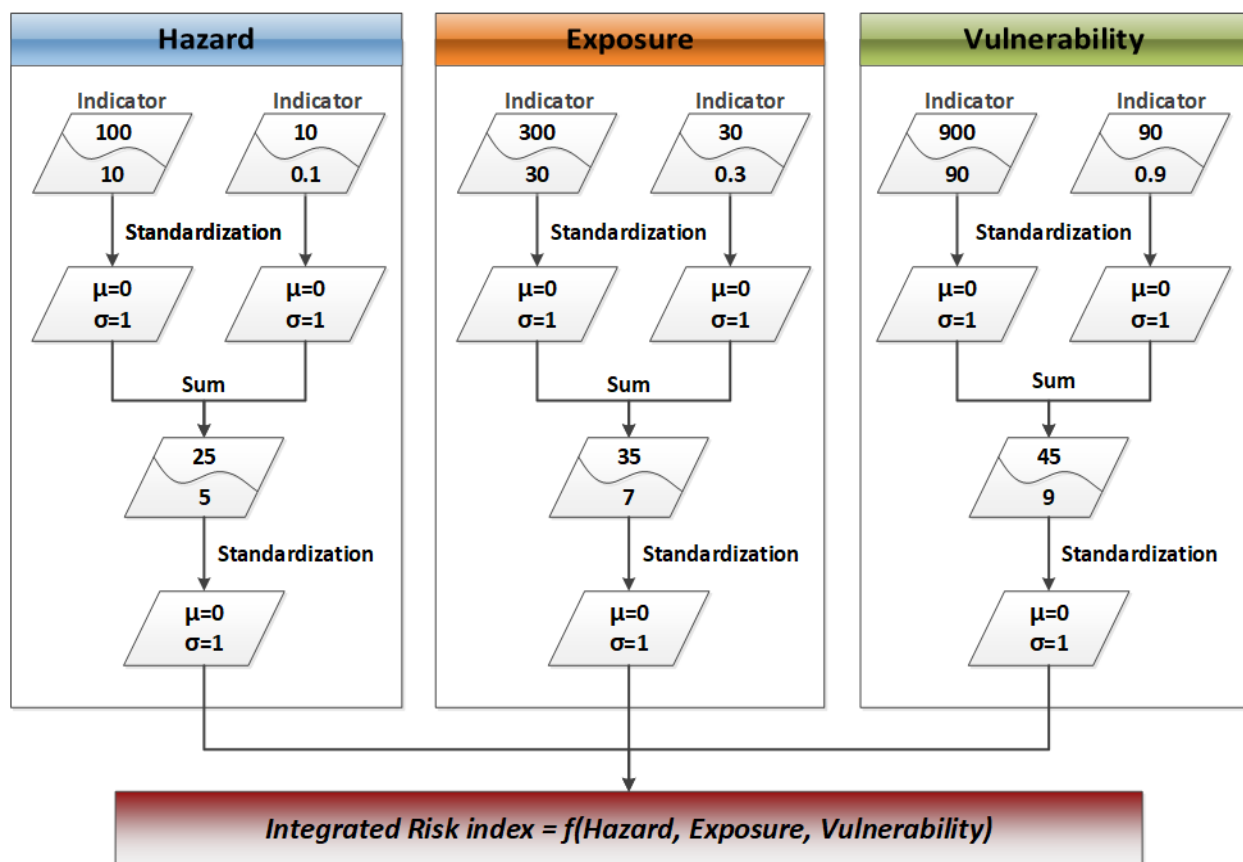 Hazard
Indicator Indicator
100 10
10 0.1
Standardization
μ=0 μ=0
σ=1 σ=1
Sum
25
5
Standardization
μ=0
σ=1
Exposure
Indicator Indicator
300 30
30 0.3
Standardization
μ=0 μ=0
σ=1 σ=1
Sum
35
7
Standardization
μ=0
σ=1
Vulnerability
Indicator Indicator
900 90
90 0.9
Standardization
μ=0 μ=0
σ=1 σ=1
Sum
45
9
Standardization
μ=0
σ=1
Integrated Risk index = f(Hazard, Exposure, Vulnerability)